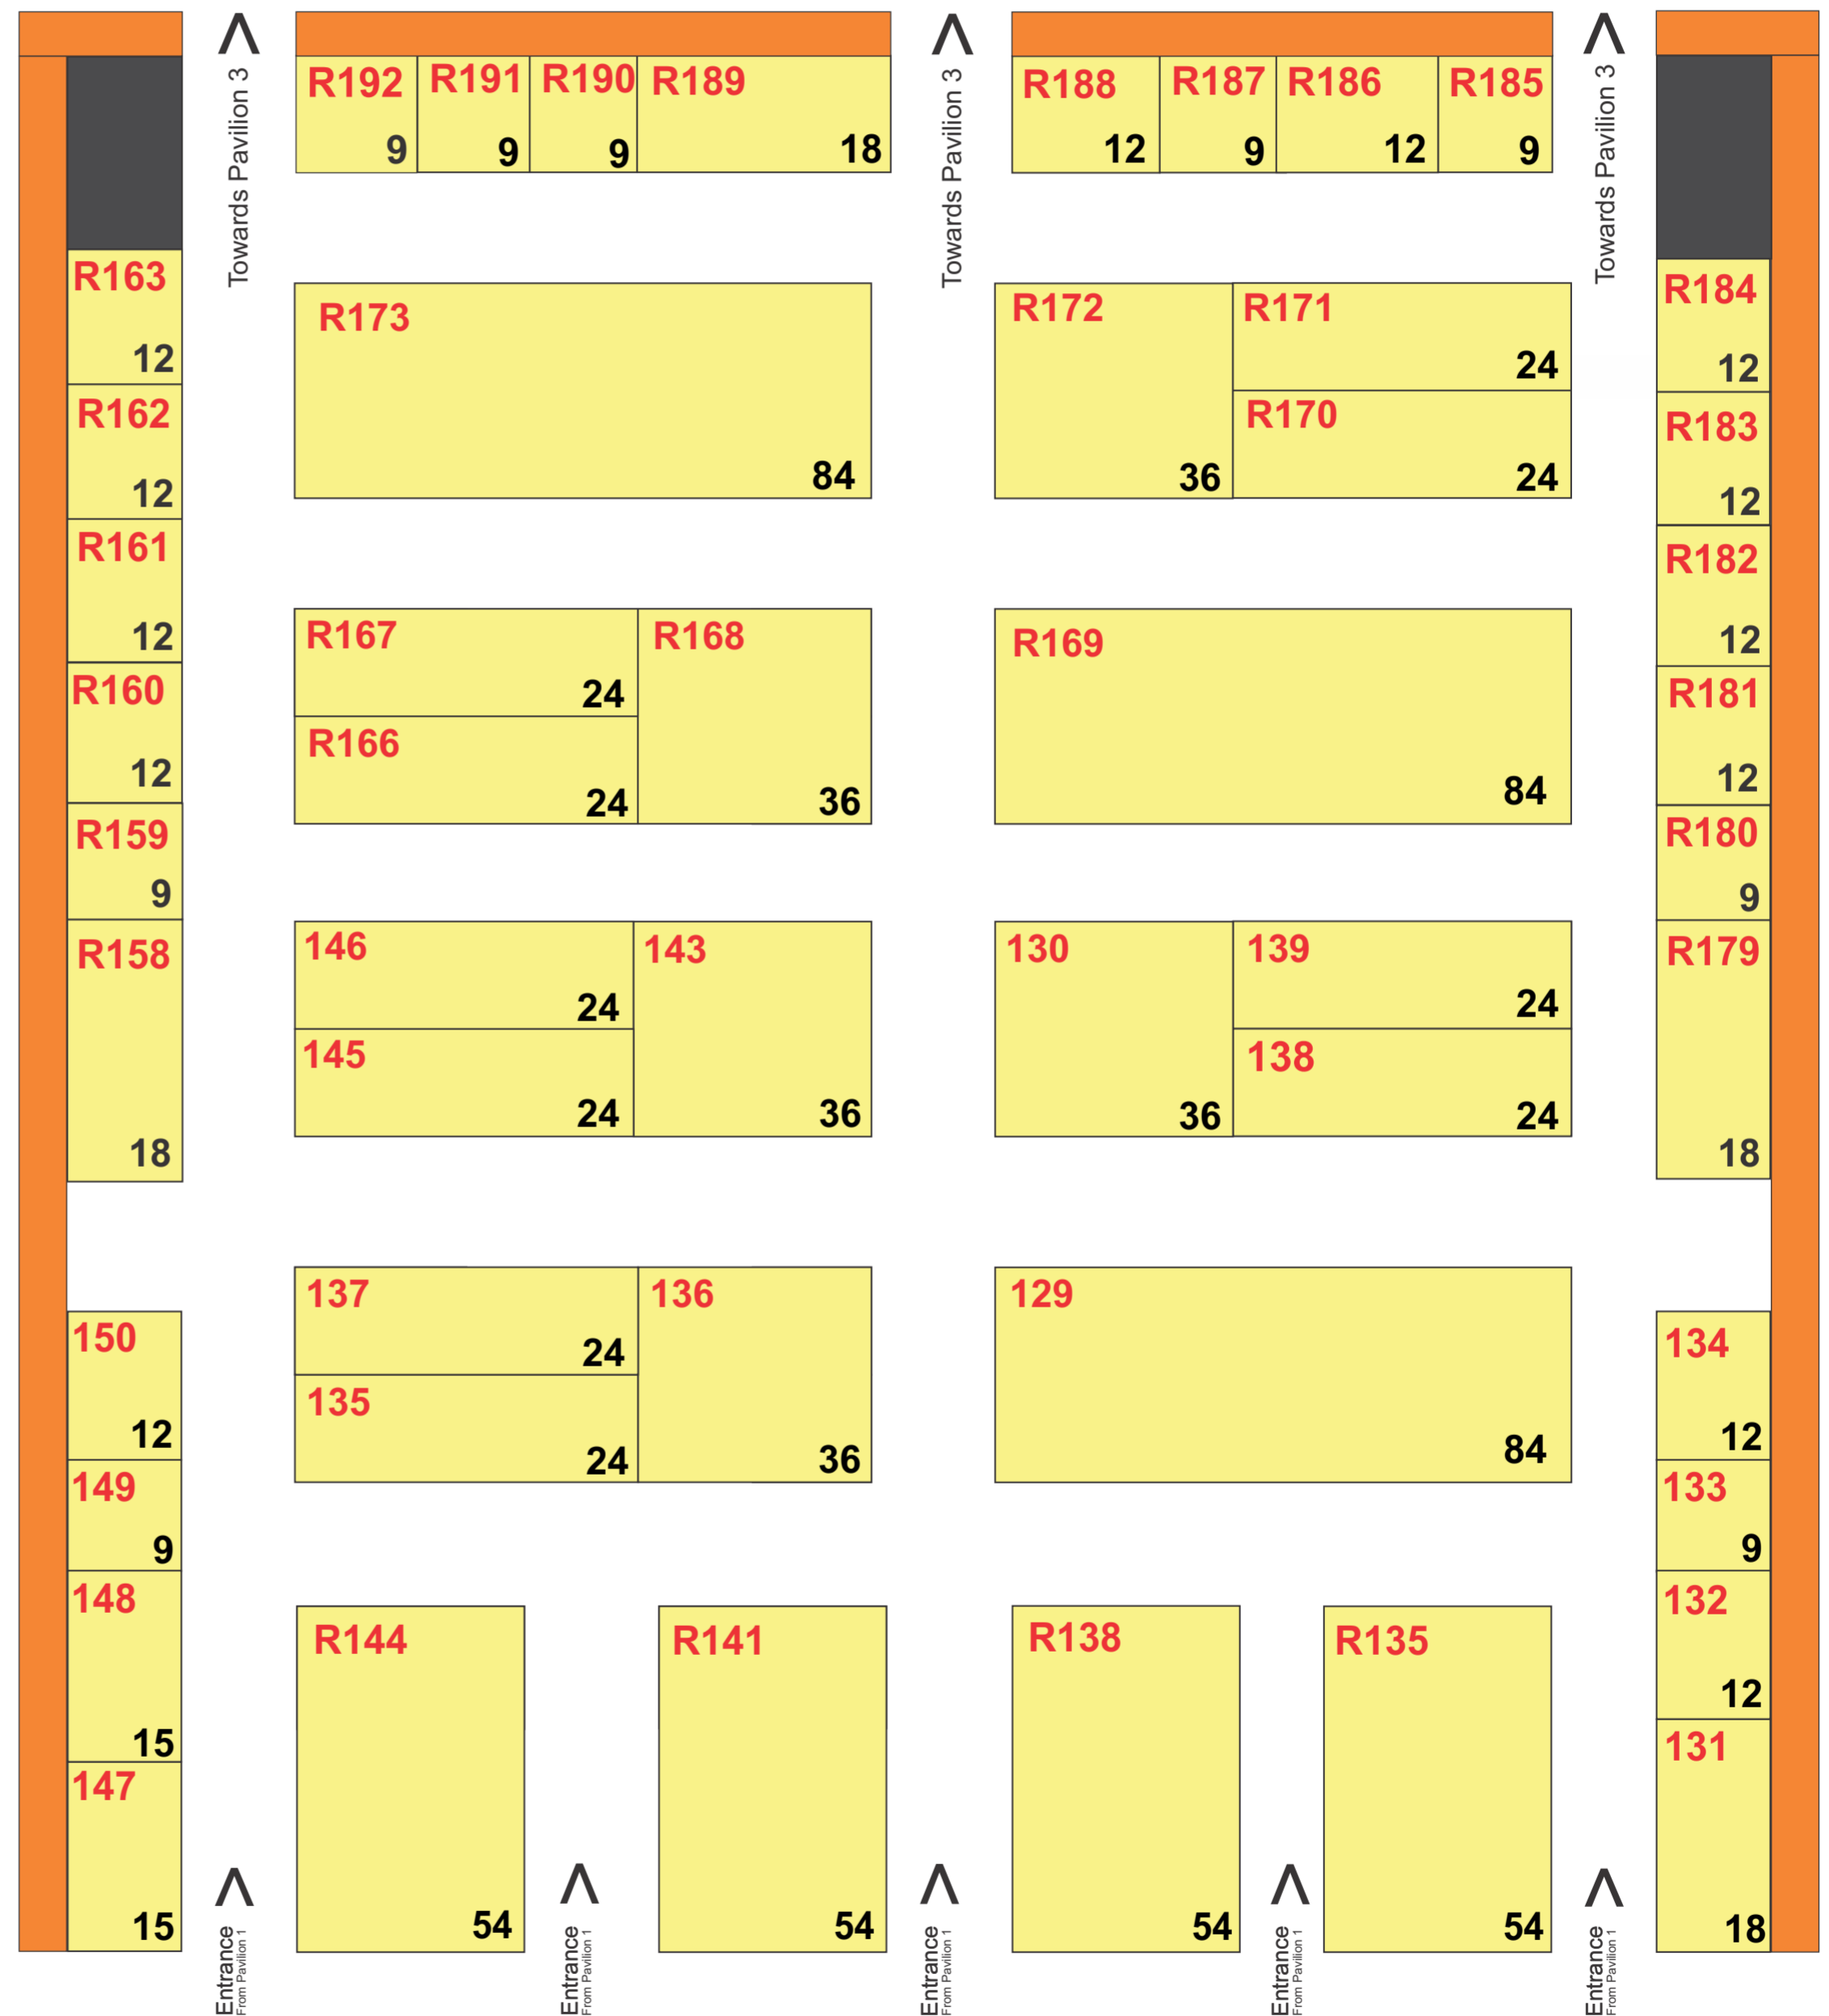 Towards Pavilion 3
Towards Pavilion 3
Towards Pavilion 3
R192 R191 R190 R189
9 9 9 18
R188 R187 R186 R185
12 9 12 9
R163
12
R162
12
R161
12
R160
12
R159
9
R158
18
150
12
149
9
148
15
147
15
R173
84
R172
36
R171
24
R170
24
R167
24
R166
24
R168
36
R169
84
146
24
145
24
143
36
130
36
139
24
138
24
137
24
135
24
136
36
129
84
R144
54
R141
54
R138
54
R135
54
R184
12
R183
12
R182
12
R181
12
R180
9
R179
18
134
12
133
9
132
12
131
18
Entrance
From Pavilion 1
Entrance
From Pavilion 1
Entrance
From Pavilion 1
Entrance
From Pavilion 1
Entrance
From Pavilion 1